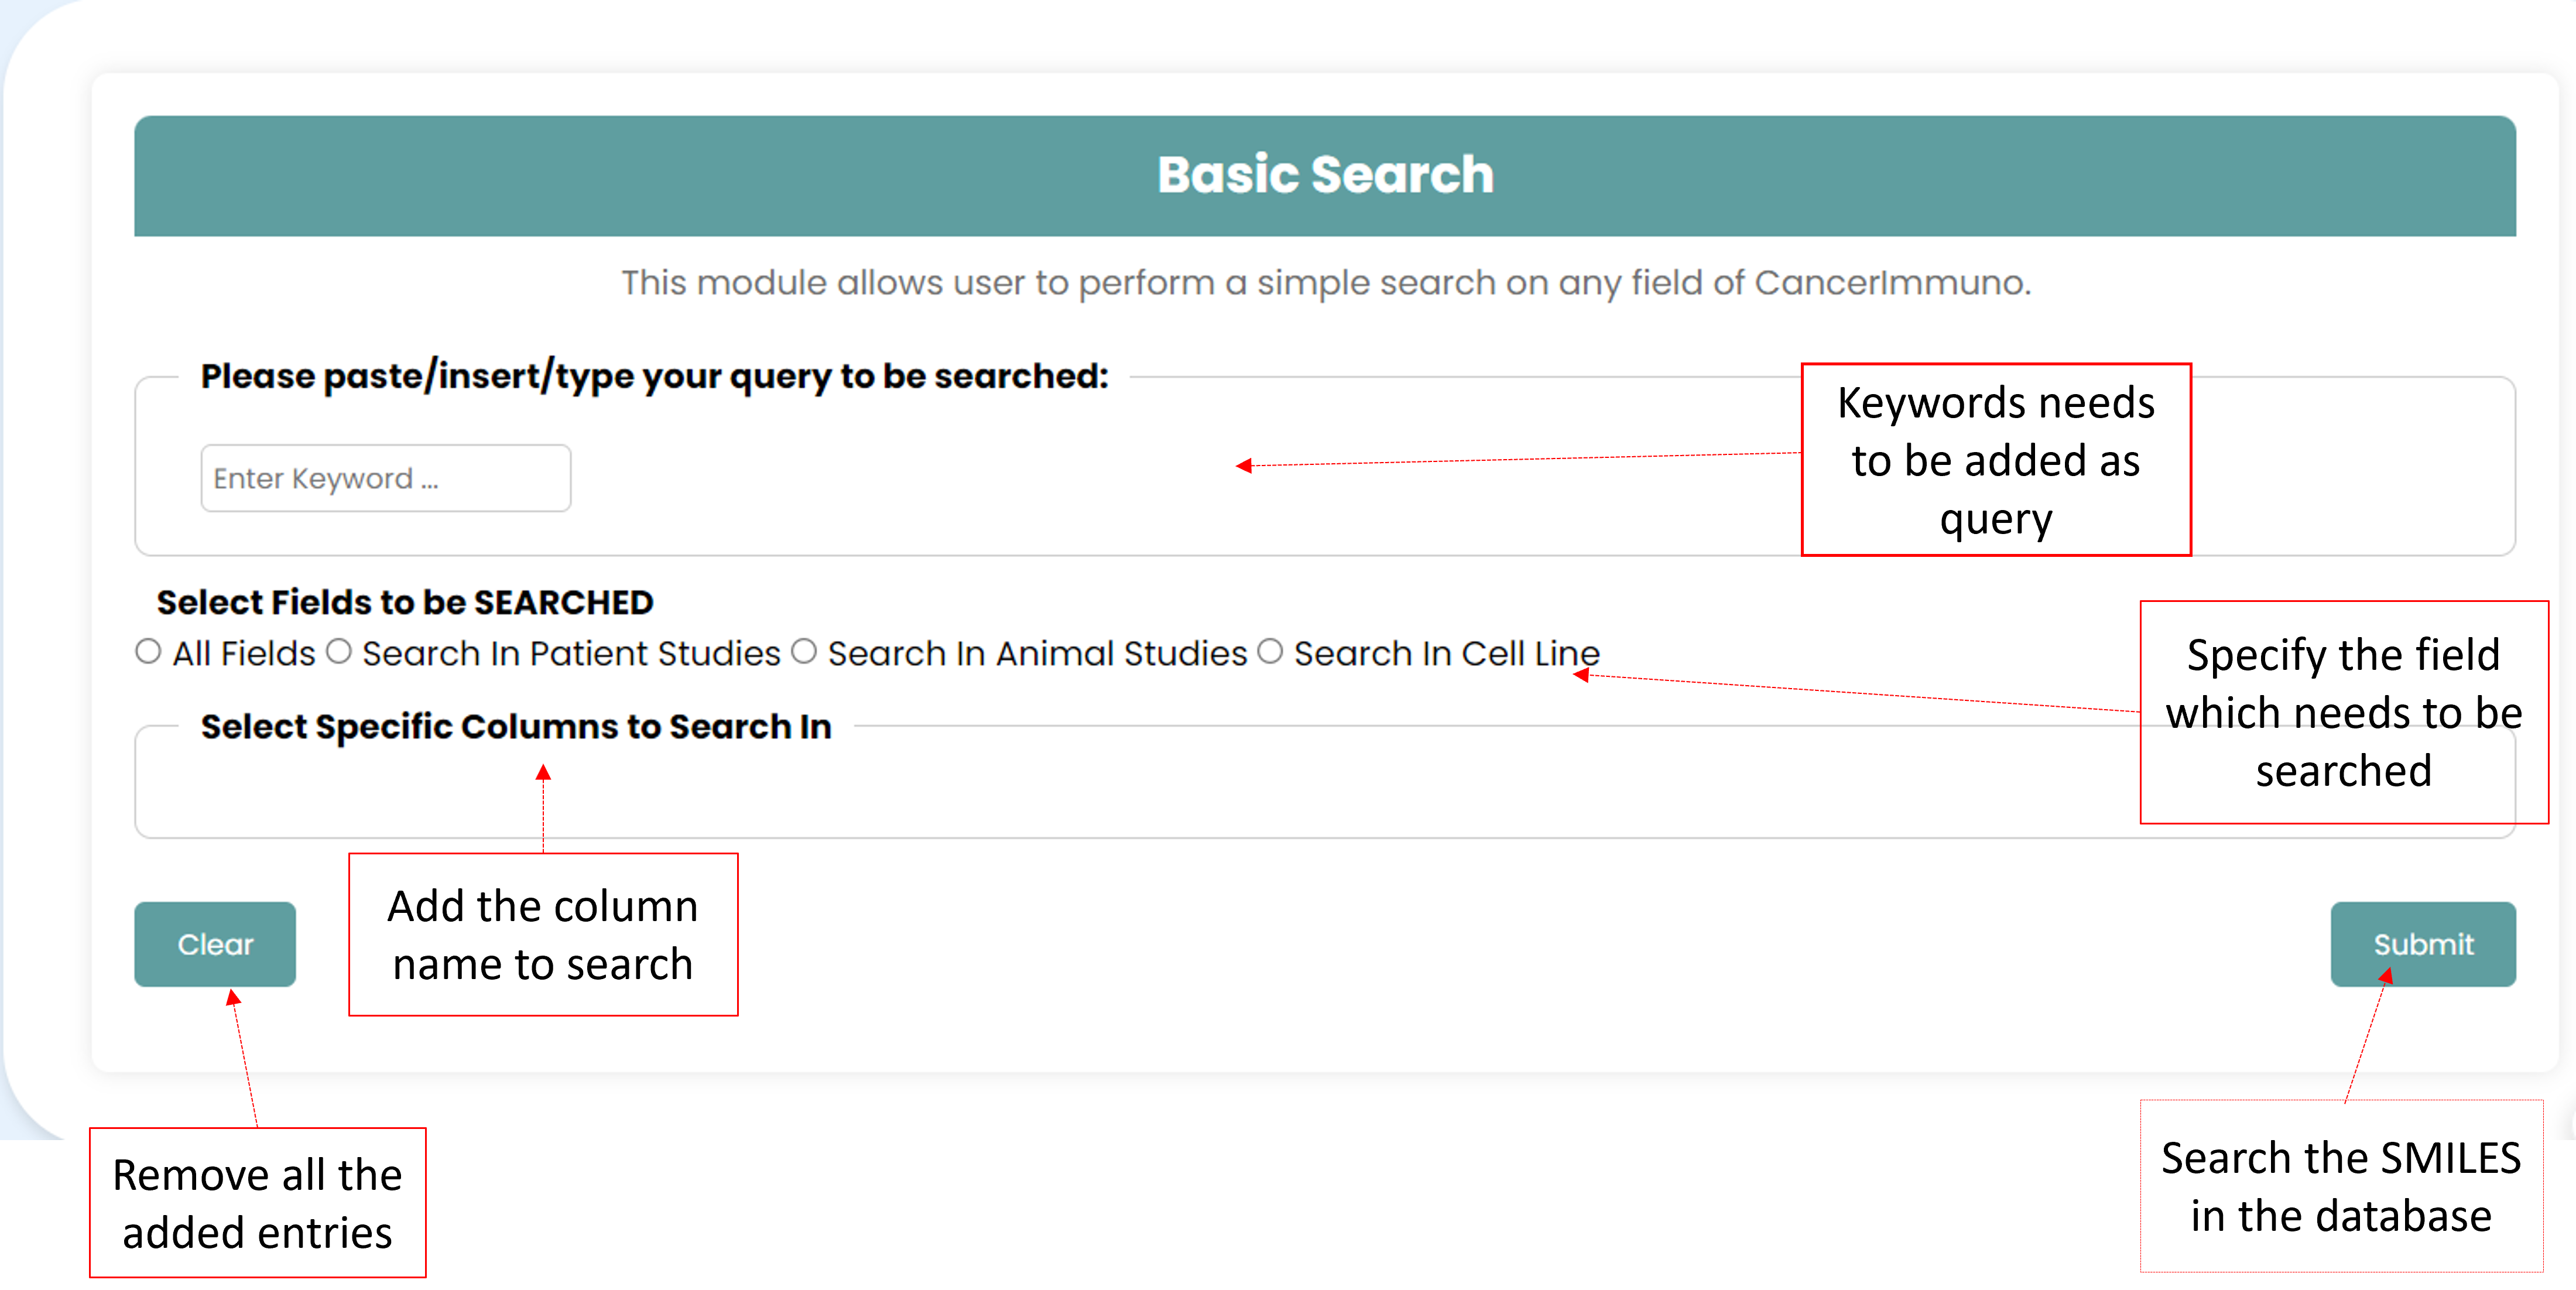 Basic Search
This module allows user to perform a simple search on any field of CancerImmuno.
Please paste/insert/type your query to be searched:
Enter Keyword ...
Keywords needs
to be added as
query
Select Fields to be SEARCHED
All Fields Search In Patient Studies Search In Animal Studies Search In Cell Line
Specify the field
which needs to be
searched
Select Specific Columns to Search In
Add the column
name to search
Clear
Submit
Remove all the
added entries
Search the SMILES
in the database